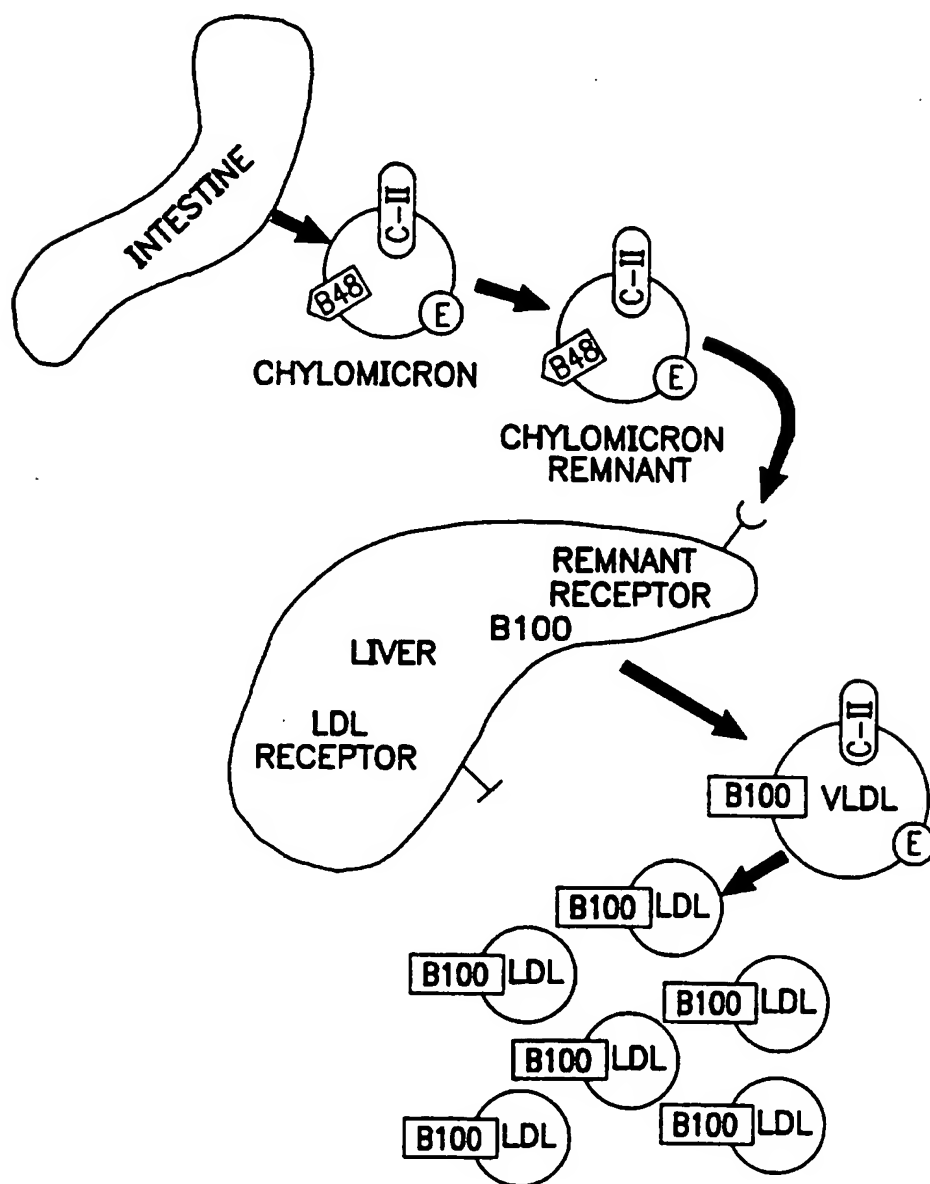 INTESTINE
C-II
B48
E
CHYLOMICRON
C-II
B48
E
CHYLOMICRON
REMNANT
REMNANT
RECEPTOR
B100
LIVER
LDL
RECEPTOR
C-II
B100 VLDL
E
B100 LDL
B100 LDL
B100 LDL
B100 LDL
B100 LDL
B100 LDL